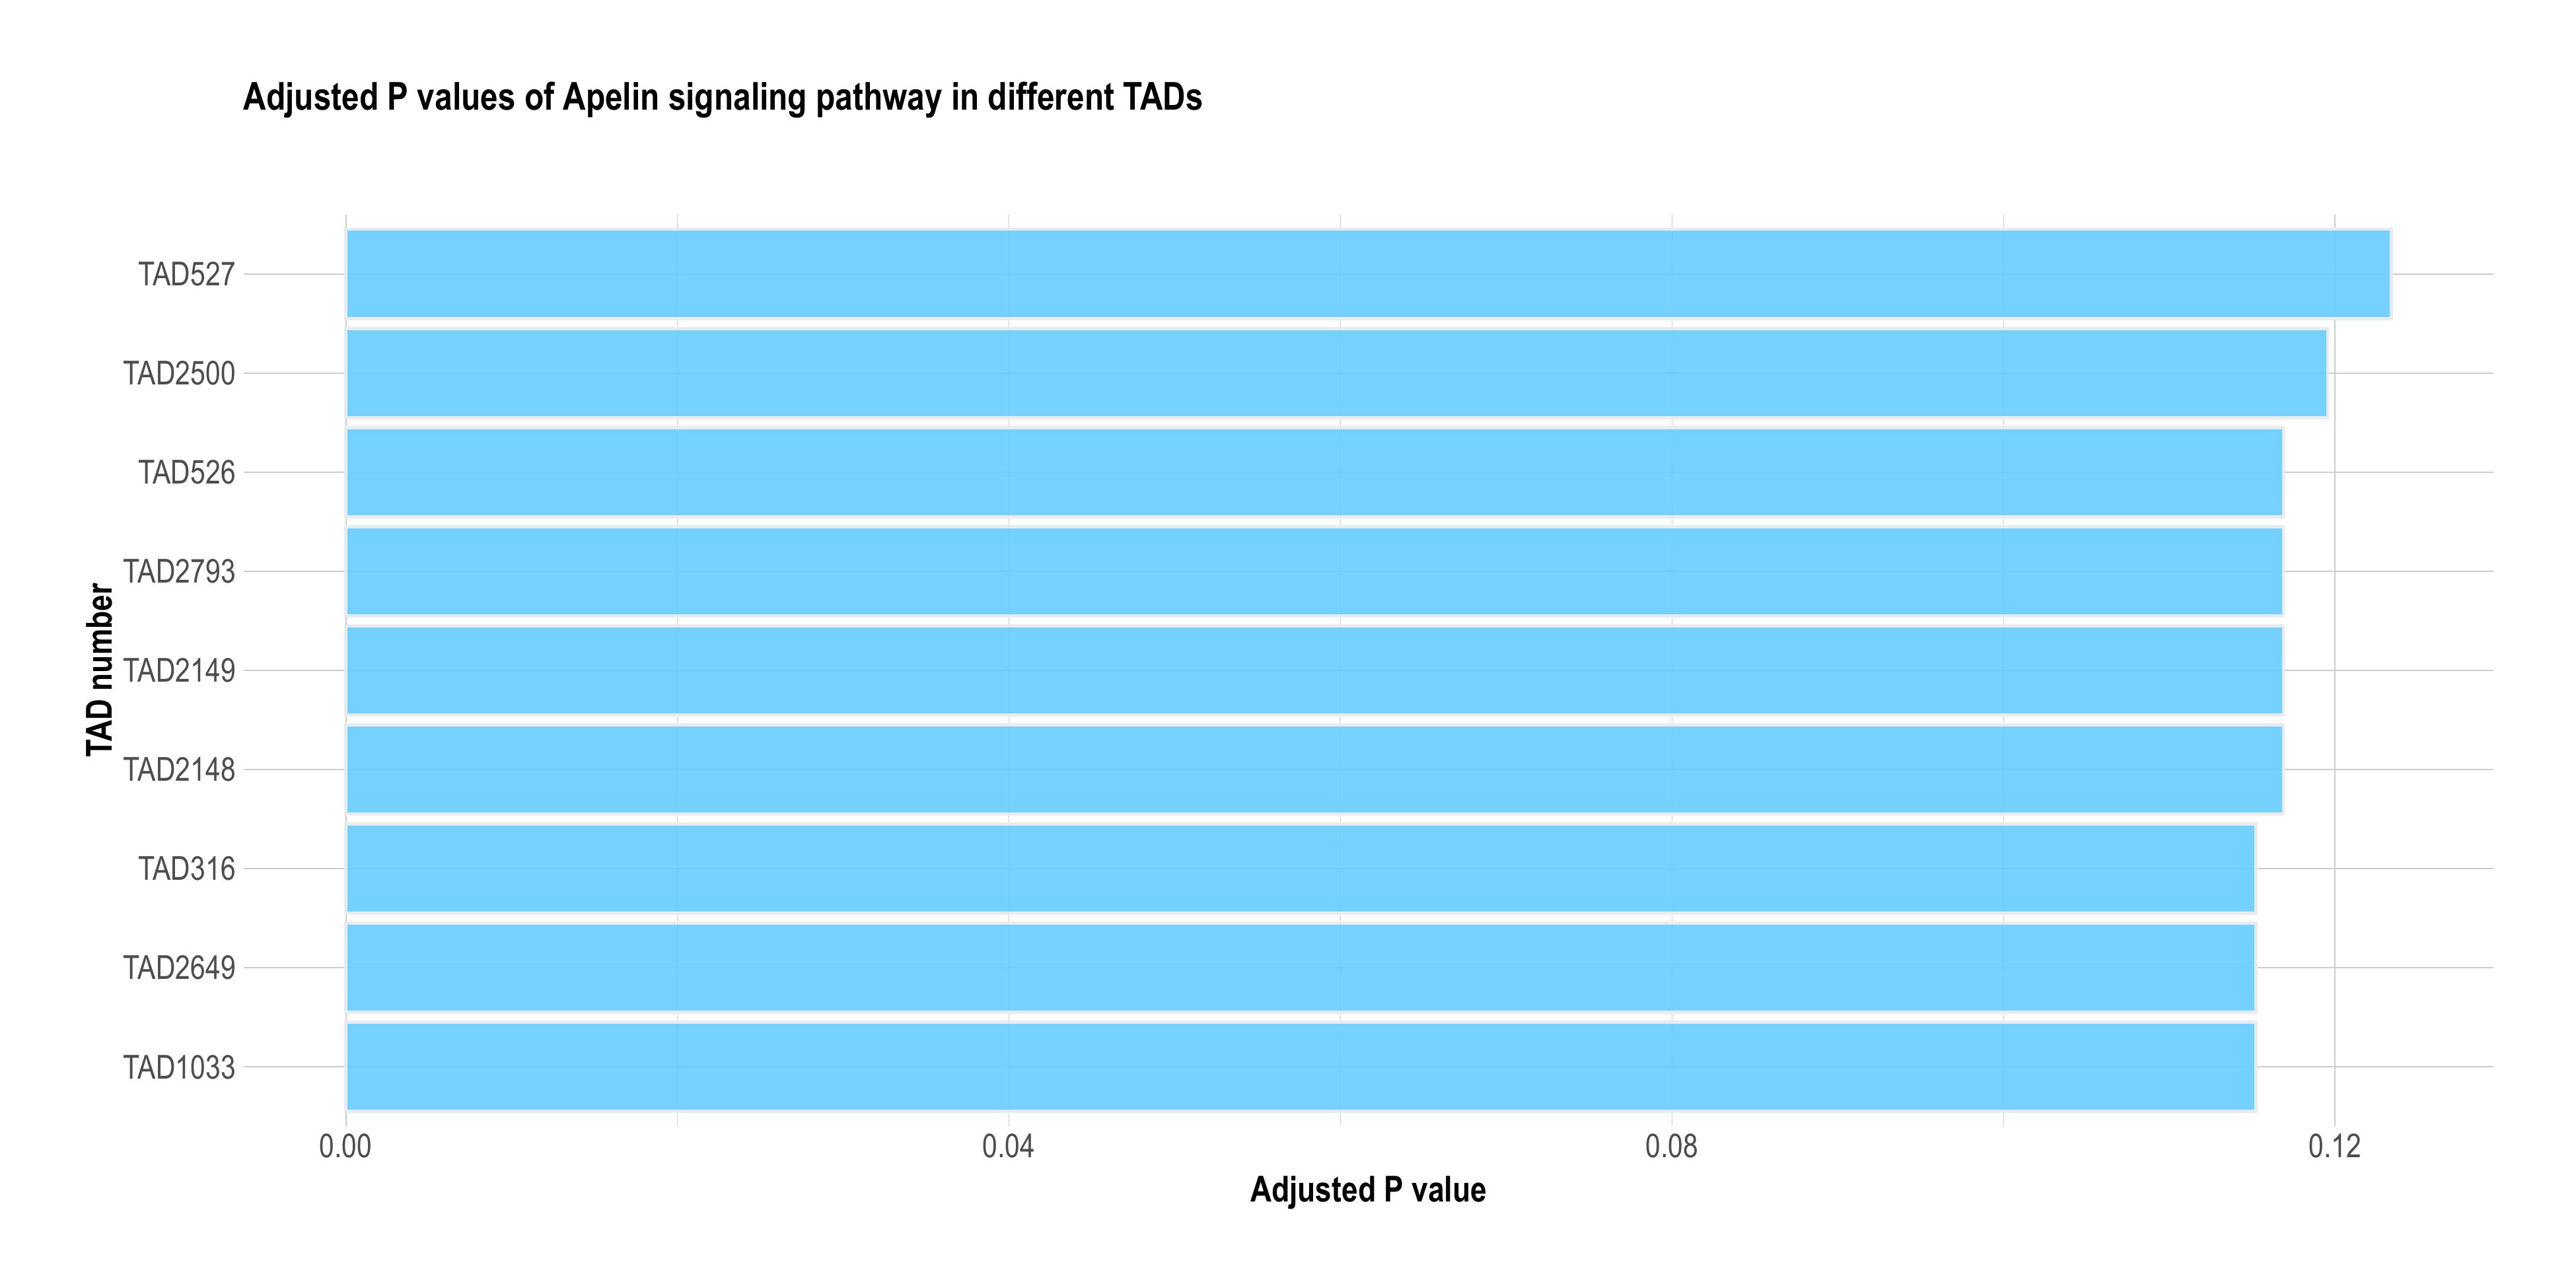 Adjusted P values of Apelin signaling pathway in different TADs
TAD number
TAD527
TAD2500
TAD526
TAD2793
TAD2149
TAD2148
TAD316
TAD2649
TAD1033
0.00 0.04 0.08 0.12
Adjusted P value